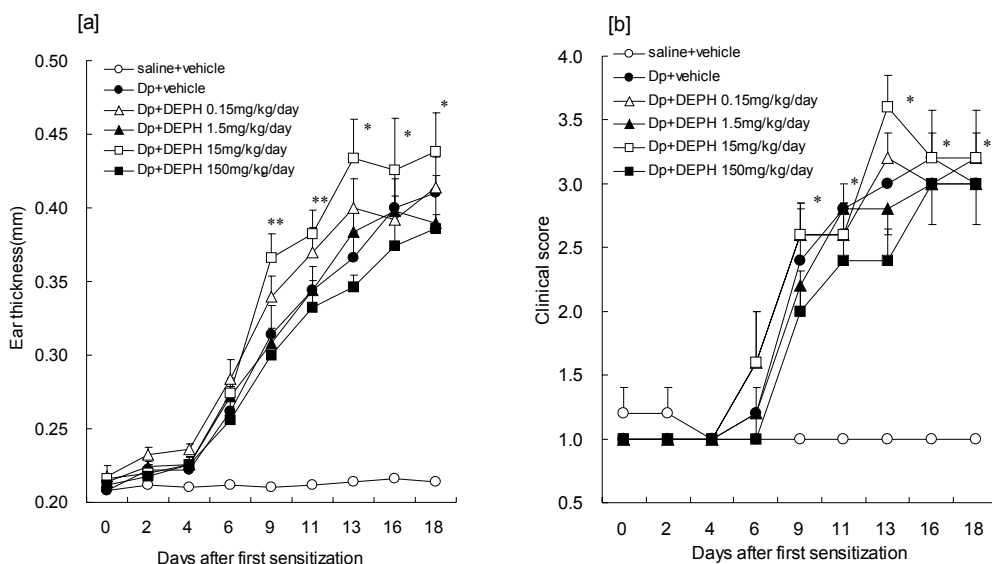 [a]
0.50
0.45
0.40
0.35
0.30
0.25
0.20
Ear thickness(mm)
saline+vehicle
Dp+vehicle
Dp+DEPH 0.15mg/kg/day
Dp+DEPH 1.5mg/kg/day
Dp+DEPH 15mg/kg/day
Dp+DEPH 150mg/kg/day
**
**
*
*
*
0 2 4 6 9 11 13 16 18
Days after first sensitization
[b]
4.0
3.5
3.0
2.5
2.0
1.5
1.0
0.5
Clinical score
saline+vehicle
Dp+vehicle
Dp+DEPH 0.15mg/kg/day
Dp+DEPH 1.5mg/kg/day
Dp+DEPH 15mg/kg/day
Dp+DEPH 150mg/kg/day
*
*
*
*
*
0 2 4 6 9 11 13 16 18
Days after first sensitization